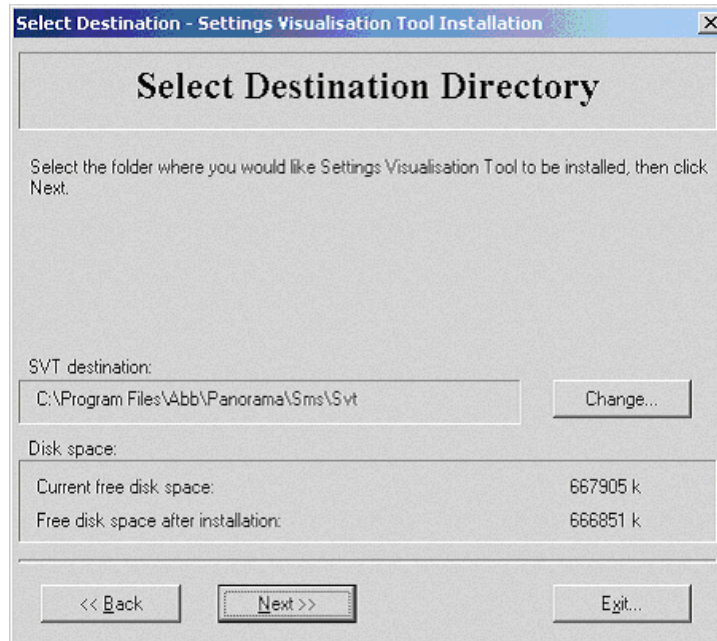 Select Destination - Settings Visualisation Tool Installation
Select Destination Directory
Select the folder where you would like Settings Visualisation Tool to be installed, then click
Next.
SVT destination:
C:\Program Files\Abb\Panorama\Sms\Svt
Change...
Disk space:
Current free disk space: 667905 k
Free disk space after installation: 666851 k
<< Back Next >> Exit...